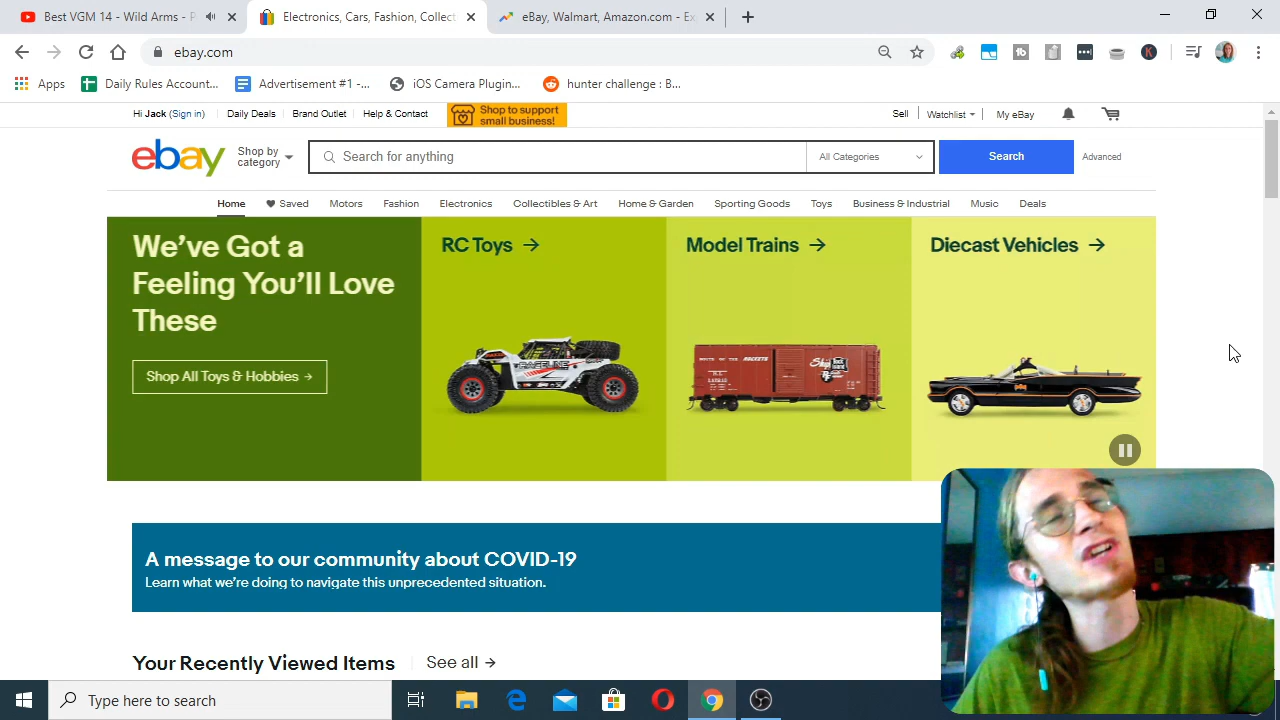 Best VGM 14 - Wild Arms - P
Electronics, Cars, Fashion, Collect
eBay, Walmart, Amazon.com - Ex
ebay.com
Apps
Daily Rules Account...
Advertisement #1 -...
iOS Camera Plugin,...
hunter challenge : B...
Hi Jack (Sign in)
Daily Deals
Brand Outlet
Help & Contact
Shop to support
small business!
Sell
Watchlist
My eBay
ebay
Shop by
category
Search for anything
All Categories
Search
Advanced
Home
Saved
Motors
Fashion
Electronics
Collectibles & Art
Home & Garden
Sporting Goods
Toys
Business & Industrial
Music
Deals
We've Got a
Feeling You'll Love
These
Shop All Toys & Hobbies →
RC Toys →
Model Trains →
Diecast Vehicles →
A message to our community about COVID-19
Learn what we're doing to navigate this unprecedented situation.
Your Recently Viewed Items
See all →
Type here to search